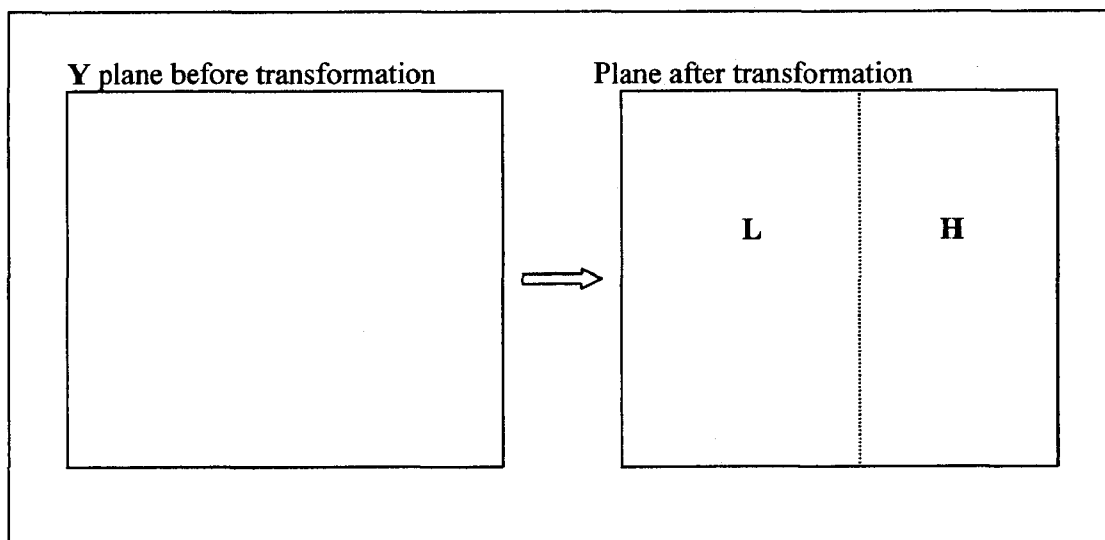 Y plane before transformation
Plane after transformation
L
H